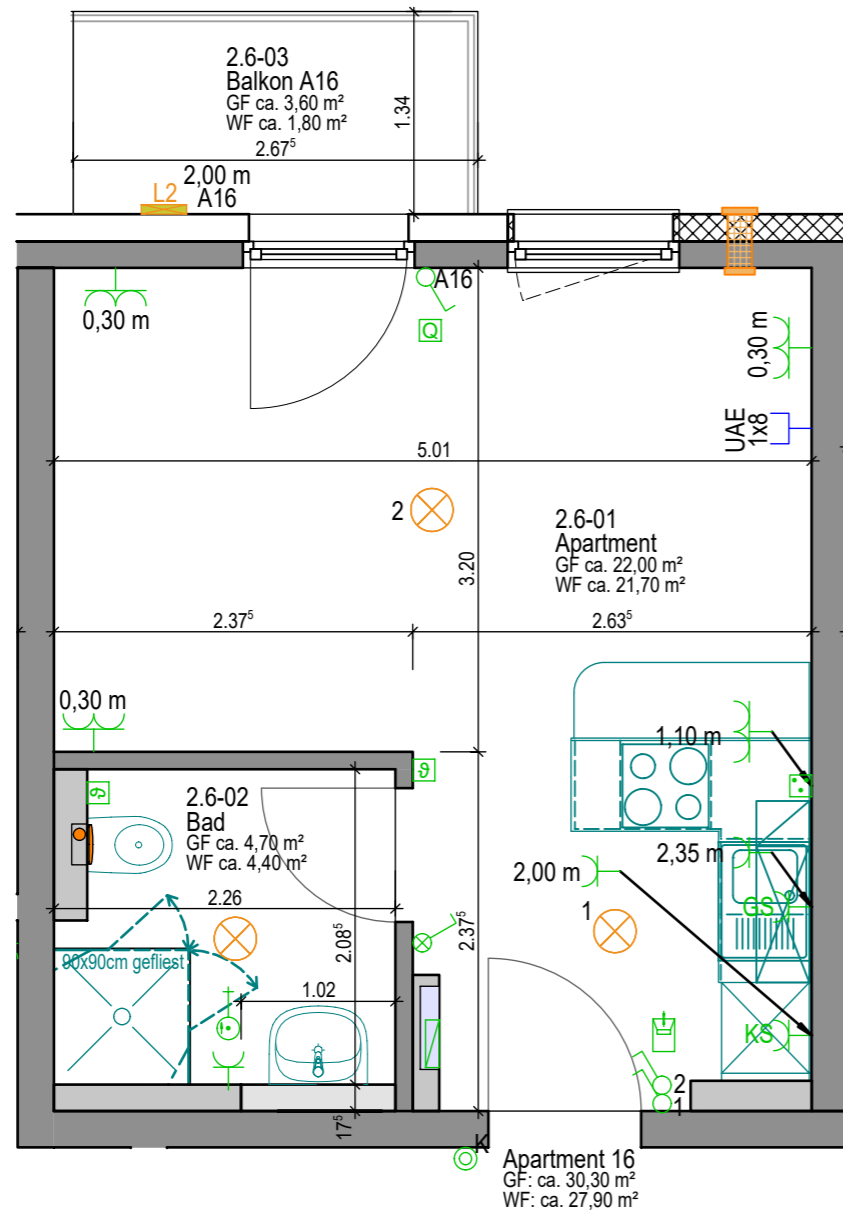 2.6-03
Balkon A16
GF ca. 3,60 m²
WF ca. 1,80 m²
1.34
2.67⁵
2,00 m
L2
A16
A16
Q
0,30 m
0,30 m
UAE
1x8
5.01
2
2.6-01
Apartment
GF ca. 22,00 m²
WF ca. 21,70 m²
3.20
2.37⁵
2.63⁵
0,30 m
1,10 m
ϑ
ϑ
2.6-02
Bad
GF ca. 4,70 m²
WF ca. 4,40 m²
2,35 m
2,00 m
2.26
GS
1
2.08⁵
2.37⁵
90x90cm gefliest
1.02
KS
2
1
17⁵
K
Apartment 16
GF: ca. 30,30 m²
WF: ca. 27,90 m²